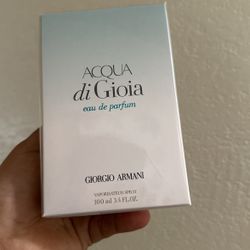 ACQUA
di Gioia
eau de parfum
GIORGIO ARMANI
VAPORISATEUR SPRAY
100 ml 3.4 FL.OZ.